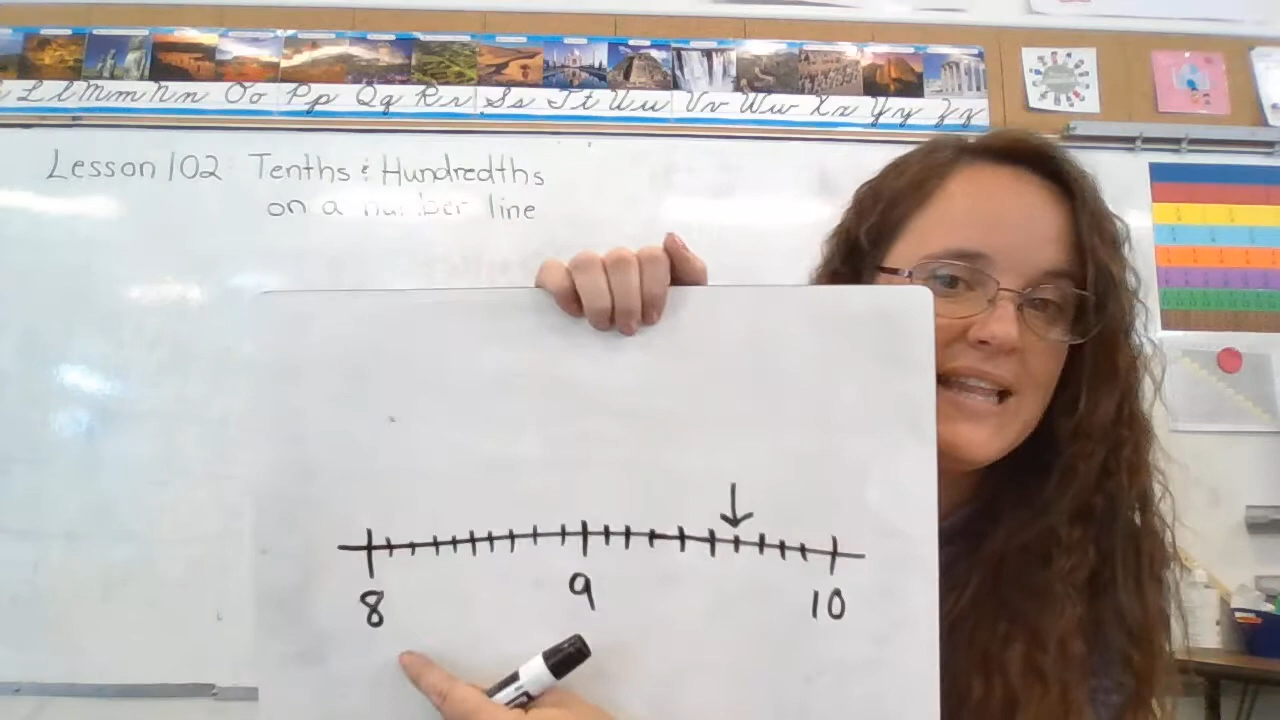 Ll Mm Nn Oo Pp Qq Rr Ss Tt Uu Vv Ww Xx Yy Zz
Lesson 102 Tenths & Hundredths
on a number line
8 9 10